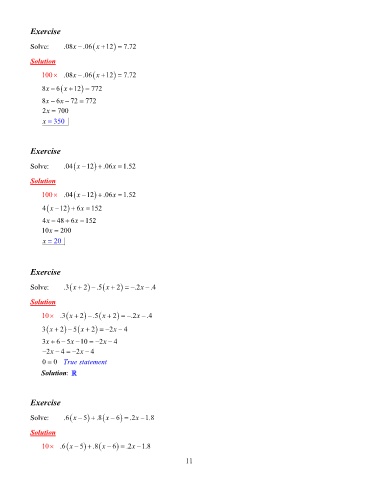 Exercise
Solve: .08x − .06(x + 12) = 7.72
Solution
100× .08x − .06(x + 12) = 7.72
8x − 6(x + 12) = 772
8x − 6x − 72 = 772
2x = 700
x = 350
Exercise
Solve: .04(x − 12) + .06x = 1.52
Solution
100× .04(x − 12) + .06x = 1.52
4(x − 12) + 6x = 152
4x − 48 + 6x = 152
10x = 200
x = 20
Exercise
Solve: .3(x + 2) − .5(x + 2) = −.2x − .4
Solution
10× .3(x + 2) − .5(x + 2) = −.2x − .4
3(x + 2) − 5(x + 2) = −2x − 4
3x + 6 − 5x − 10 = −2x − 4
−2x − 4 = −2x − 4
0 = 0 True statement
Solution: ℝ
Exercise
Solve: .6(x − 5) + .8(x − 6) = .2x − 1.8
Solution
10× .6(x − 5) + .8(x − 6) = .2x − 1.8
11